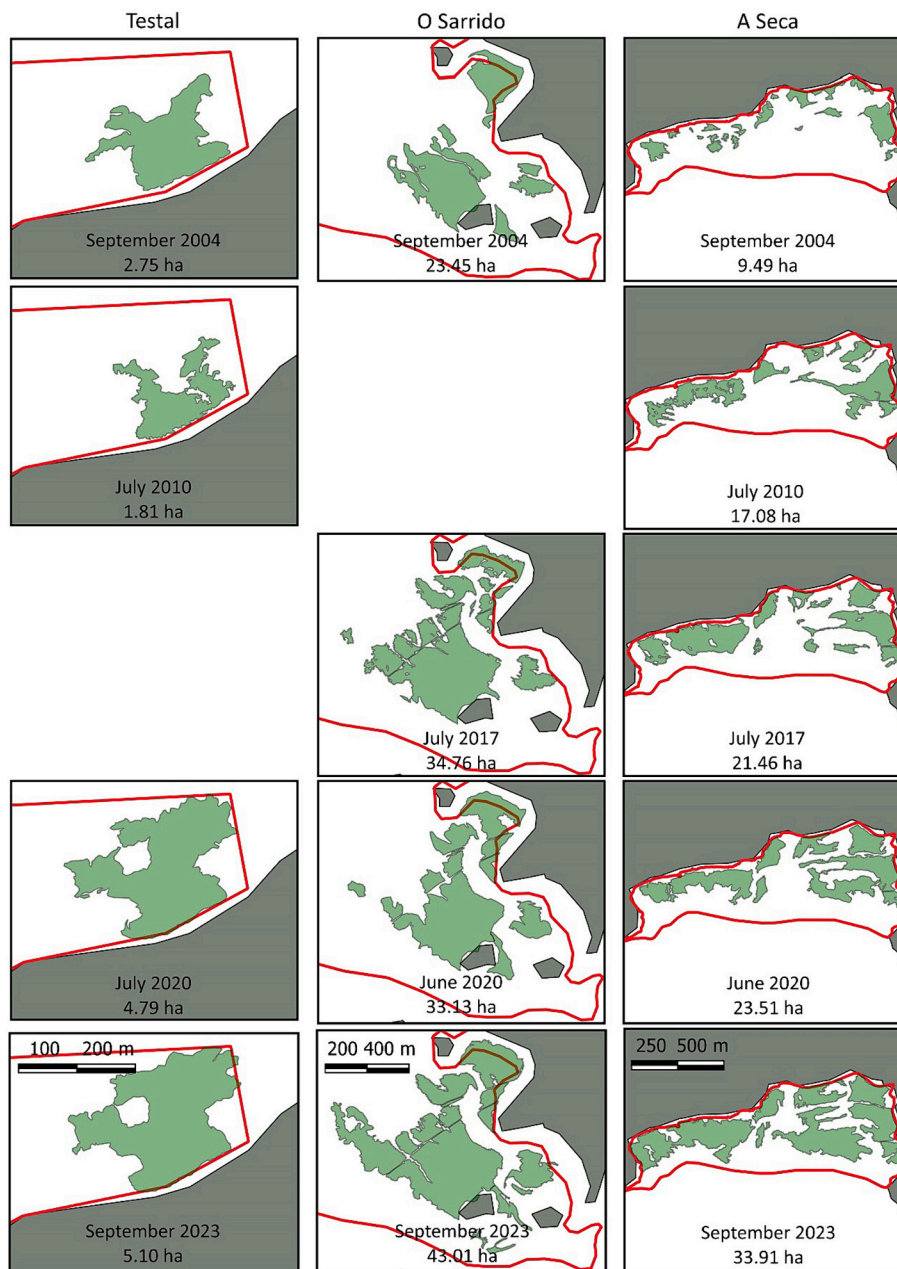 Testal
O Sarrido
A Seca
September 2004
2.75 ha
September 2004
23.45 ha
September 2004
9.49 ha
July 2010
1.81 ha
July 2010
17.08 ha
July 2017
34.76 ha
July 2017
21.46 ha
July 2020
4.79 ha
June 2020
33.13 ha
June 2020
23.51 ha
100 200 m
September 2023
5.10 ha
200 400 m
September 2023
43.01 ha
250 500 m
September 2023
33.91 ha